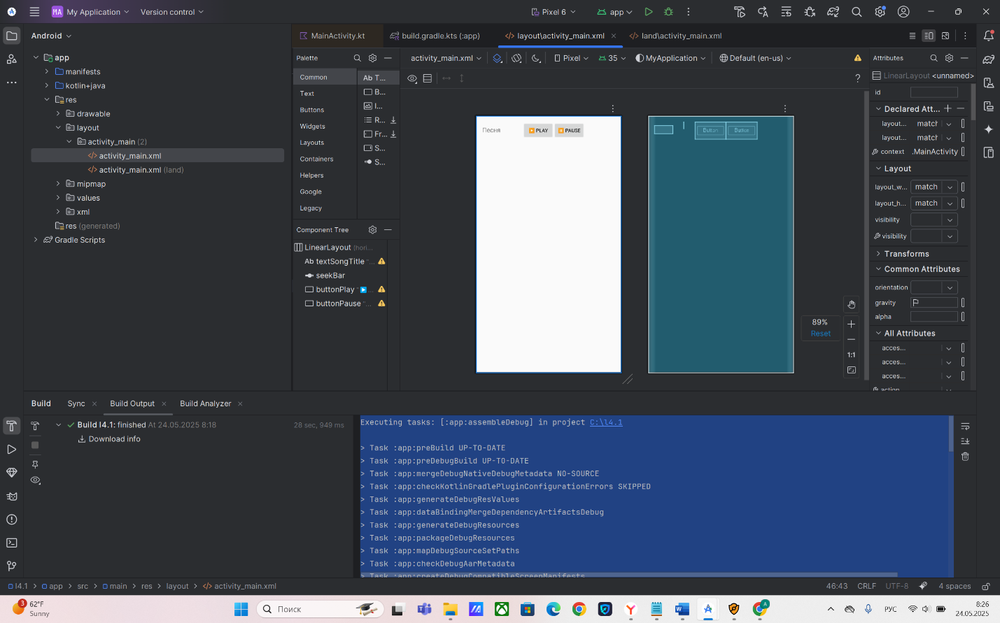 MA My Application Version control Pixel 6 app
Android
MainActivity.kt build.gradle.kts (:app) layout\activity_main.xml land\activity_main.xml
app
manifests
kotlin+java
res
drawable
layout
activity_main (2)
activity_main.xml
activity_main.xml (land)
mipmap
values
xml
res (generated)
Gradle Scripts
Palette
Common
Text
Buttons
Widgets
Layouts
Containers
Helpers
Google
Legacy
Ab T...
B...
I...
R...
Fr...
S...
S...
Component Tree
LinearLayout (hori...
Ab textSongTitle "...
seekBar
buttonPlay "...
buttonPause "...
activity_main.xml Pixel 35 MyApplication Default (en-us)
?
Песня PLAY PAUSE
Button Button
89%
Reset
1:1
Attributes
LinearLayout <unnamed>
id
Declared Att...
layout... match
layout... match
context .MainActivity
Layout
layout_w... match
layout_h... match
visibility
visibility
Transforms
Common Attributes
orientation
gravity
alpha
All Attributes
acces...
acces...
acces...
action
Build Sync Build Output Build Analyzer
Build l4.1: finished At 24.05.2025 8:18 28 sec, 949 ms
Download info
Executing tasks: [:app:assembleDebug] in project C:\l4.1
> Task :app:preBuild UP-TO-DATE
> Task :app:preDebugBuild UP-TO-DATE
> Task :app:mergeDebugNativeDebugMetadata NO-SOURCE
> Task :app:checkKotlinGradlePluginConfigurationErrors SKIPPED
> Task :app:generateDebugResValues
> Task :app:dataBindingMergeDependencyArtifactsDebug
> Task :app:generateDebugResources
> Task :app:packageDebugResources
> Task :app:mapDebugSourceSetPaths
> Task :app:checkDebugAarMetadata
> Task :app:createDebugCompatibleScreenManifests
l4.1 > app > src > main > res > layout > activity_main.xml 46:43 CRLF UTF-8 4 spaces
3 62°F
Sunny
Поиск
A
РУС
8:26
24.05.2025